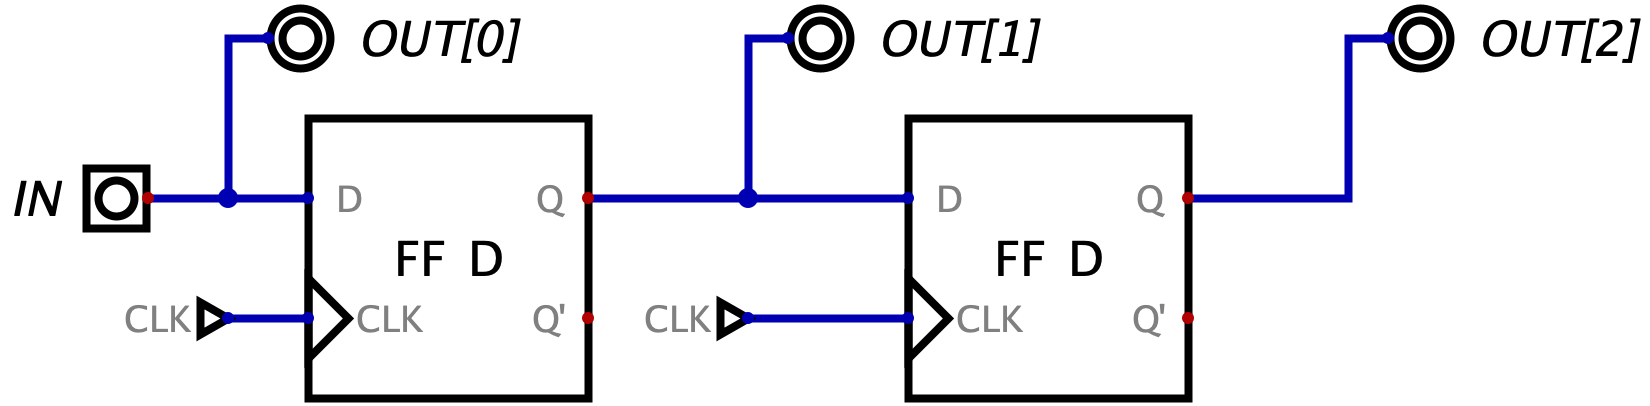 OUT[0] OUT[1] OUT[2]
IN D Q D Q
FF D FF D
CLK CLK Q' CLK CLK Q'